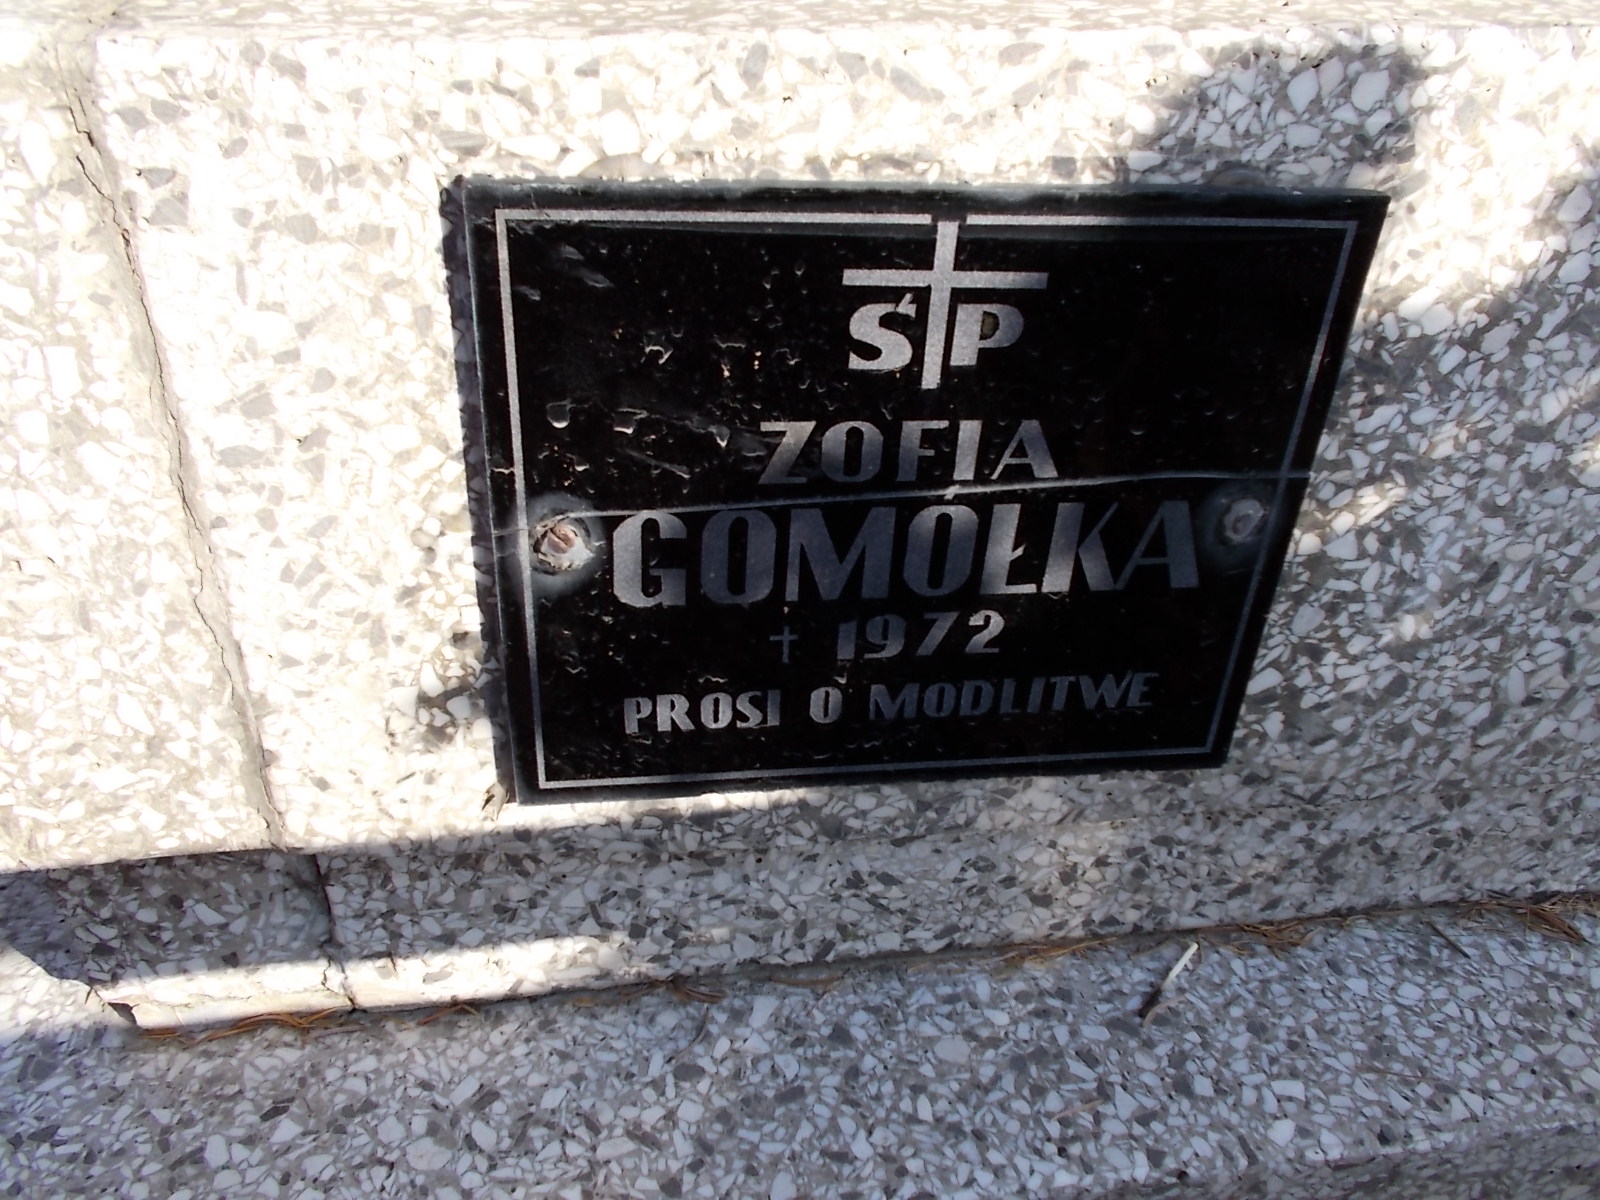 ŚP
ZOFIA
GOMÓŁKA
+ 1972
PROSI O MODLITWE